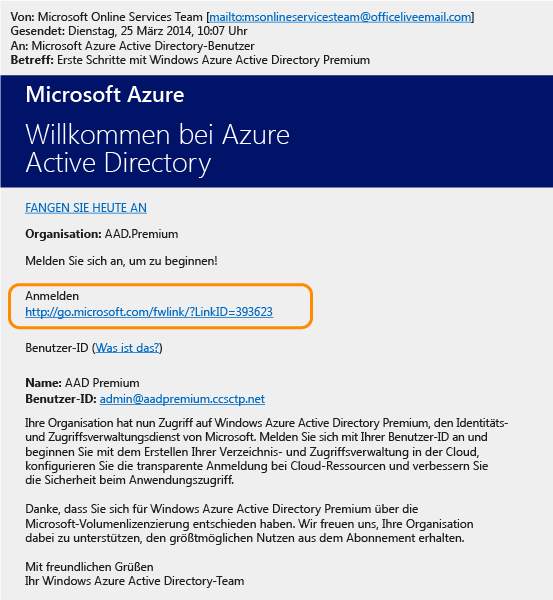 Von: Microsoft Online Services Team [mailto:msonlineservicesteam@officeliveemail.com]
Gesendet: Dienstag, 25 März 2014, 10:07 Uhr
An: Microsoft Azure Active Directory-Benutzer
Betreff: Erste Schritte mit Windows Azure Active Directory Premium
Microsoft Azure
Willkommen bei Azure
Active Directory
FANGEN SIE HEUTE AN
Organisation: AAD.Premium
Melden Sie sich an, um zu beginnen!
Anmelden
http://go.microsoft.com/fwlink/?LinkID=393623
Benutzer-ID (Was ist das?)
Name: AAD Premium
Benutzer-ID: admin@aadpremium.ccsctp.net
Ihre Organisation hat nun Zugriff auf Windows Azure Active Directory Premium, den Identitäts-
und Zugriffsverwaltungsdienst von Microsoft. Melden Sie sich mit Ihrer Benutzer-ID an und
beginnen Sie mit dem Erstellen Ihrer Verzeichnis- und Zugriffsverwaltung in der Cloud,
konfigurieren Sie die transparente Anmeldung bei Cloud-Ressourcen und verbessern Sie
die Sicherheit beim Anwendungszugriff.
Danke, dass Sie sich für Windows Azure Active Directory Premium über die
Microsoft-Volumenlizenzierung entschieden haben. Wir freuen uns, Ihre Organisation
dabei zu unterstützen, den größtmöglichen Nutzen aus dem Abonnement erhalten.
Mit freundlichen Grüßen
Ihr Windows Azure Active Directory-Team